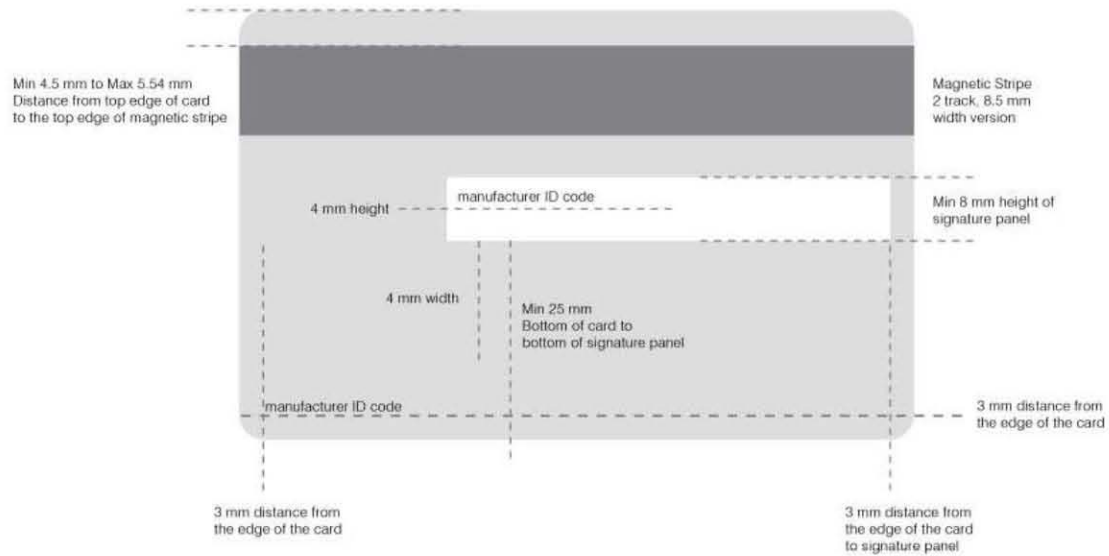 Min 4.5 mm to Max 5.54 mm
Distance from top edge of card
to the top edge of magnetic stripe
Magnetic Stripe
2 track, 8.5 mm
width version
manufacturer ID code
4 mm height
Min 8 mm height of
signature panel
4 mm width
Min 25 mm
Bottom of card to
bottom of signature panel
manufacturer ID code
3 mm distance from
the edge of the card
3 mm distance from
the edge of the card
3 mm distance from
the edge of the card
to signature panel